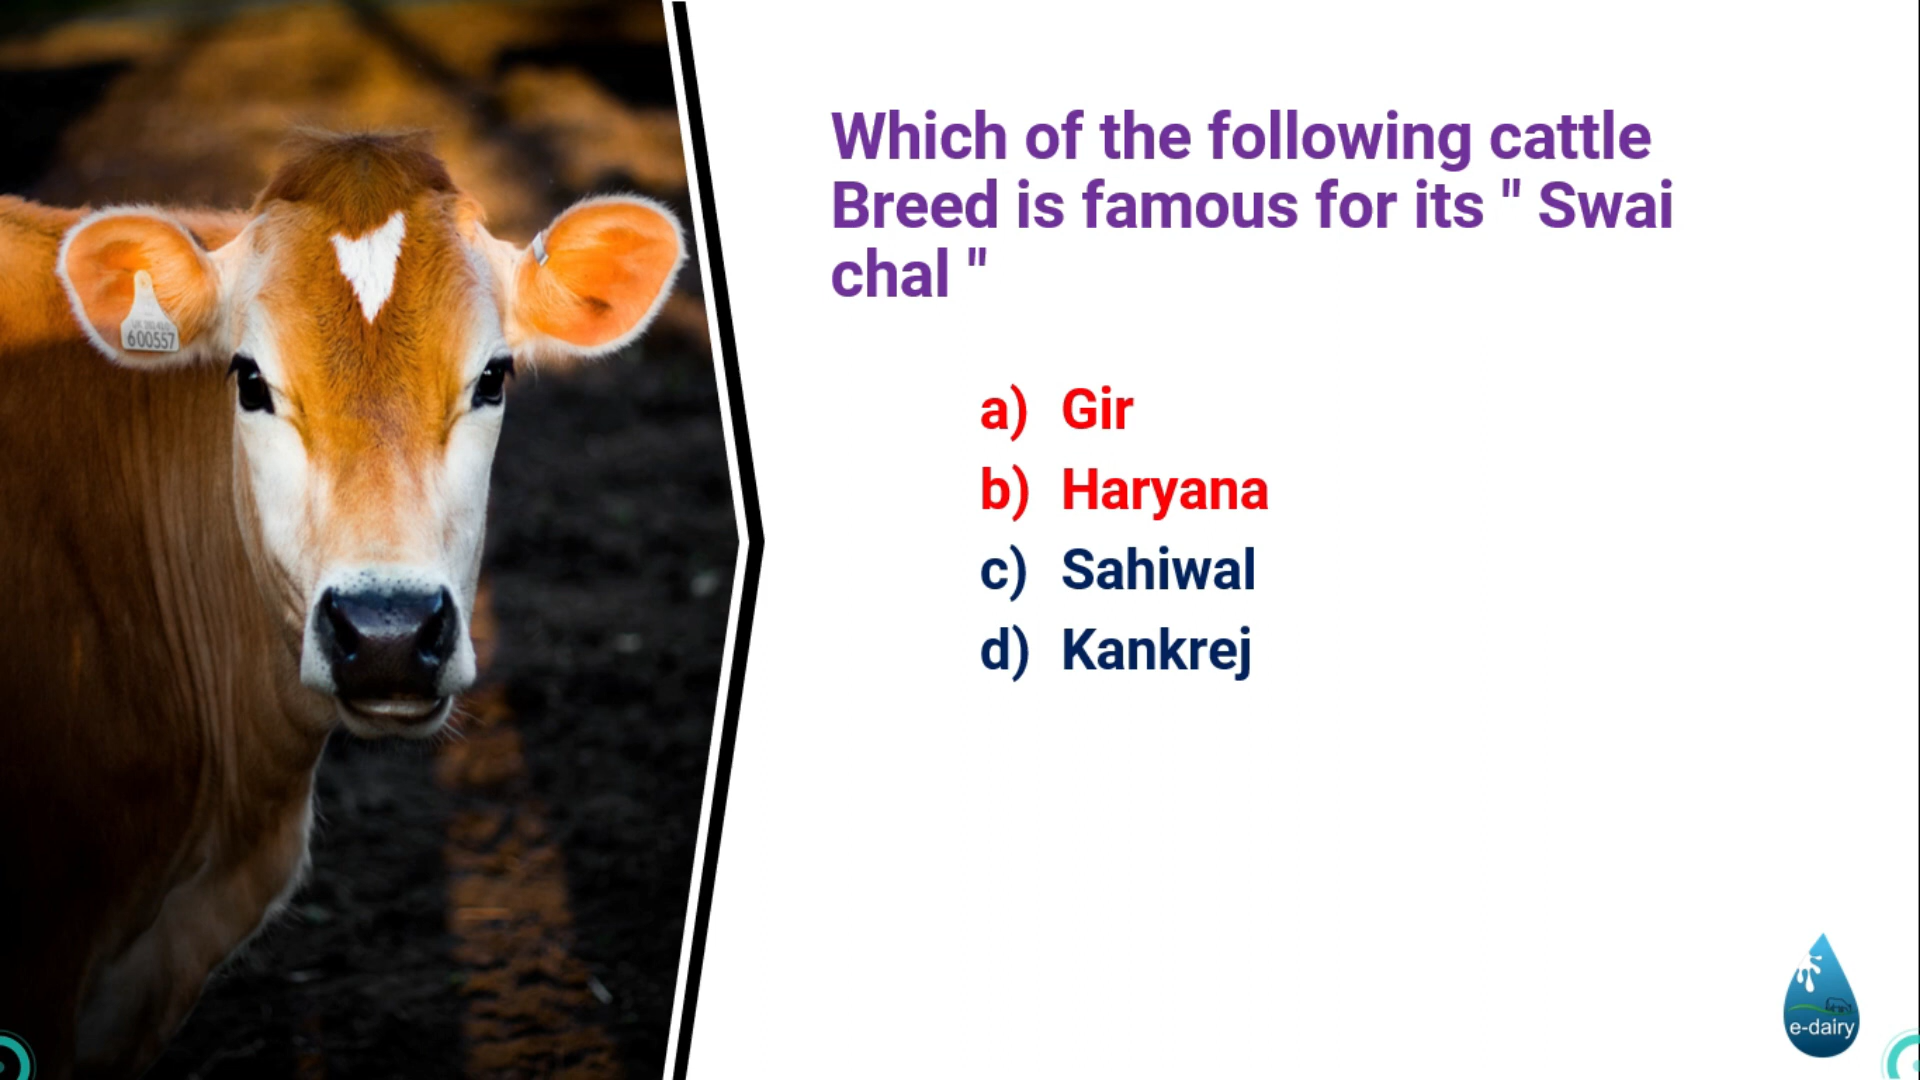 Which of the following cattle
Breed is famous for its " Swai
chal "
a) Gir
b) Haryana
c) Sahiwal
d) Kankrej
600557
e-dairy